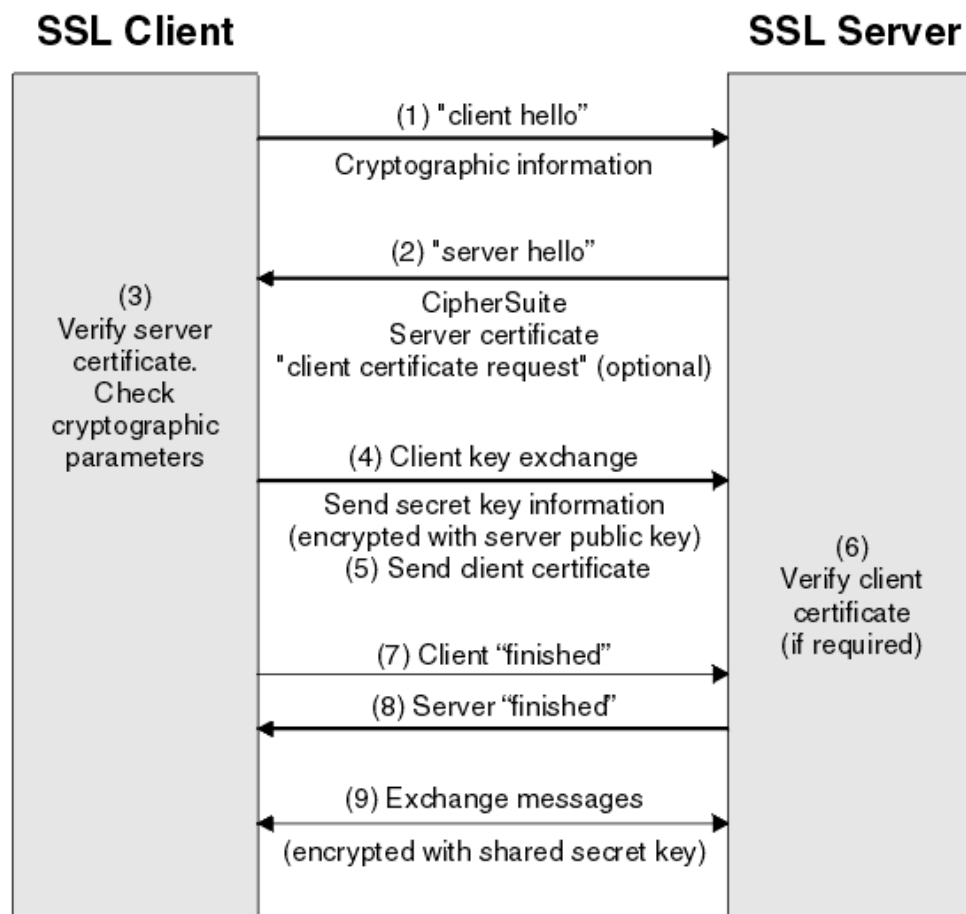 SSL Client
SSL Server
(1) "client hello”
Cryptographic information
(2) "server hello”
CipherSuite
Server certificate
"client certificate request" (optional)
(3)
Verify server
certificate.
Check
cryptographic
parameters
(4) Client key exchange
Send secret key information
(encrypted with server public key)
(5) Send client certificate
(6)
Verify client
certificate
(if required)
(7) Client “finished”
(8) Server “finished”
(9) Exchange messages
(encrypted with shared secret key)